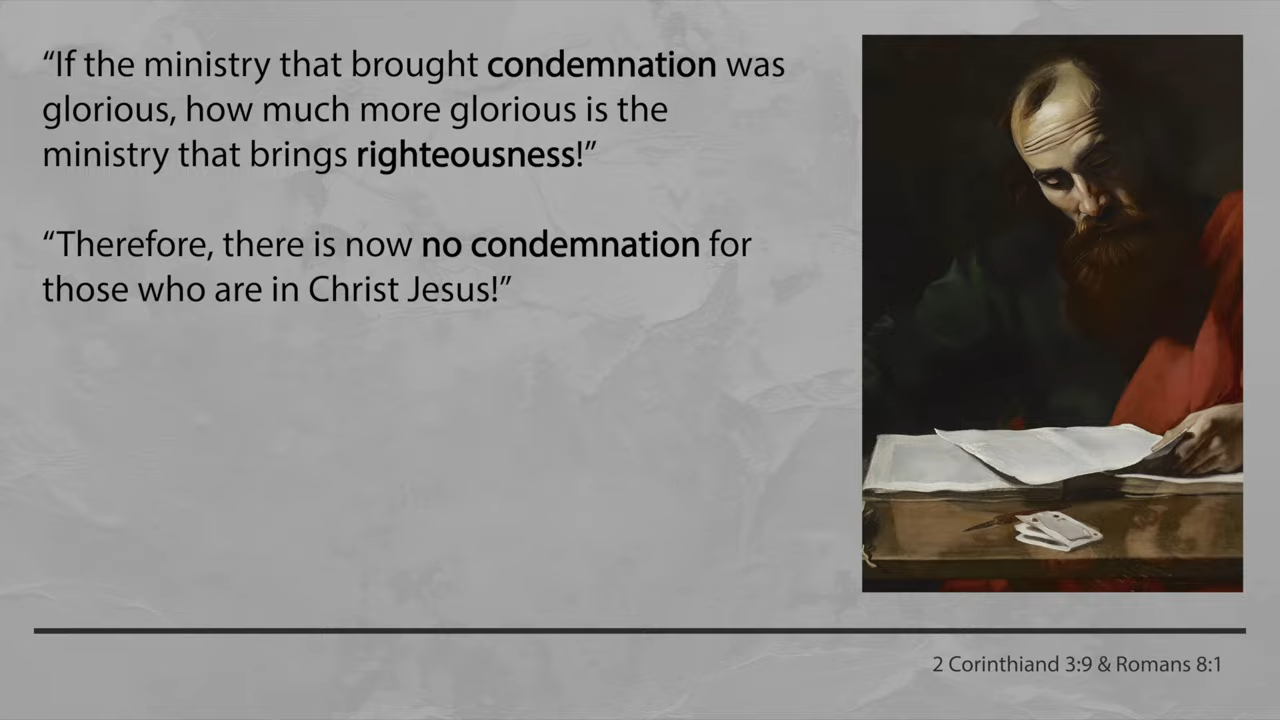 “If the ministry that brought condemnation was
glorious, how much more glorious is the
ministry that brings righteousness!”
“Therefore, there is now no condemnation for
those who are in Christ Jesus!”
2 Corinthiand 3:9 & Romans 8:1